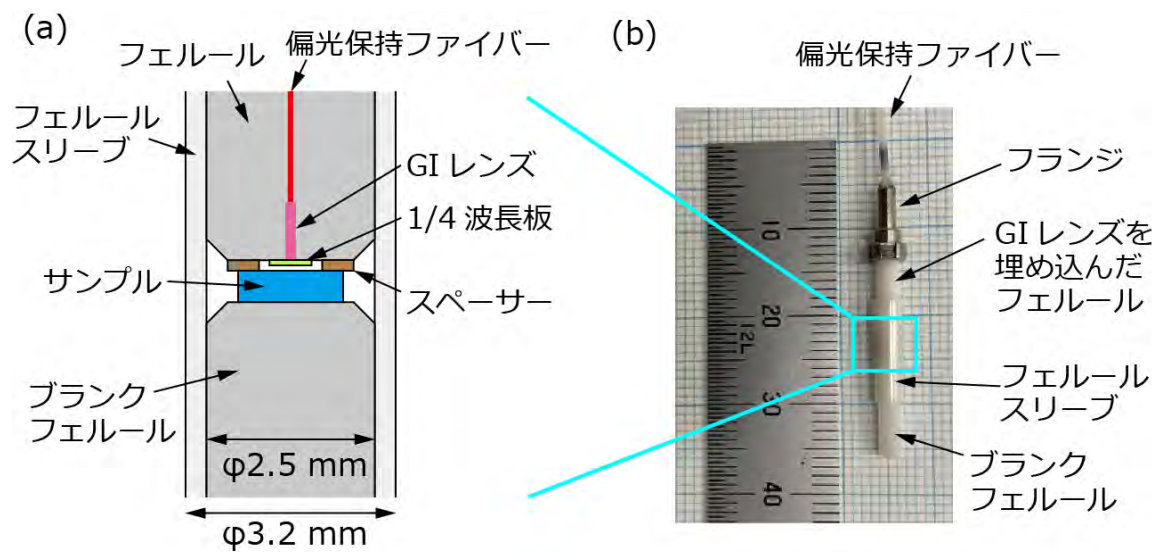 (a)
偏光保持ファイバー
フェルール
フェルール
スリーブ
GI レンズ
1/4 波長板
サンプル
スペーサー
ブランク
フェルール
φ2.5 mm
φ3.2 mm
(b)
偏光保持ファイバー
フランジ
GI レンズを
埋め込んだ
フェルール
フェルール
スリーブ
ブランク
フェルール
10
20
12L
30
40